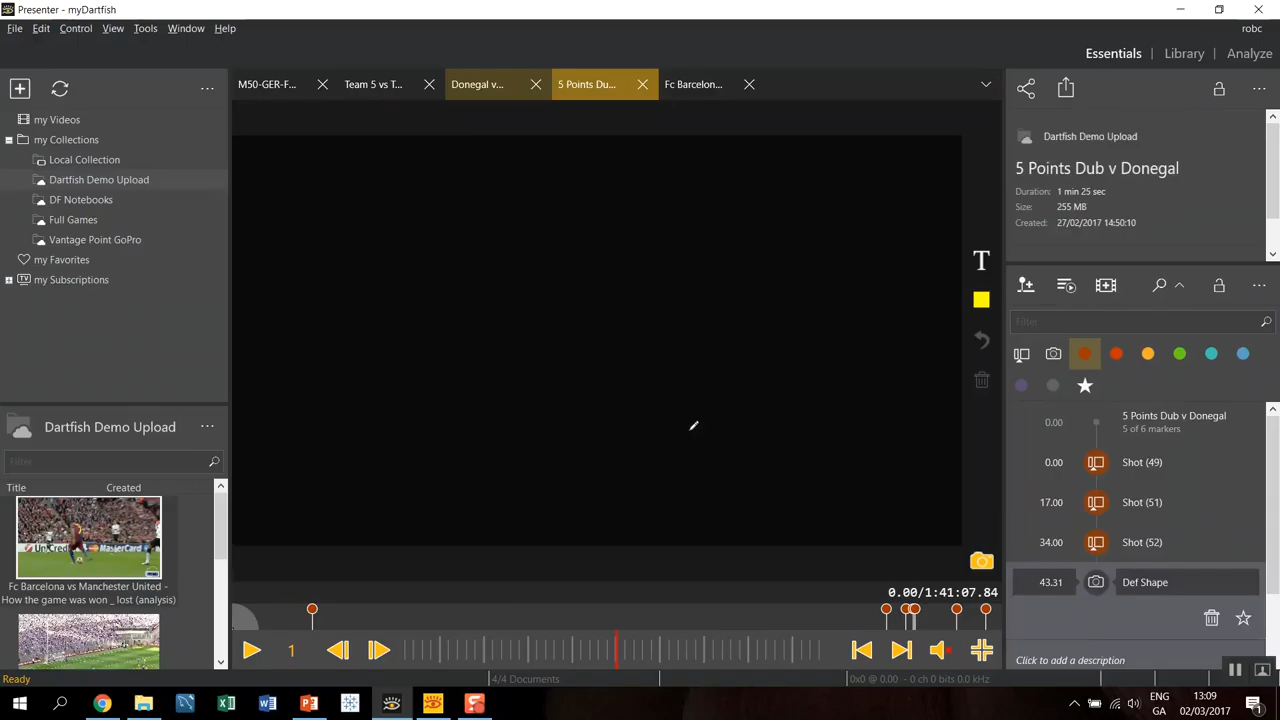 Presenter - myDartfish
File Edit Control View Tools Window Help
robc
Essentials Library Analyze
M50-GER-F... Team 5 vs T... Donegal v... 5 Points Du... Fc Barcelon...
my Videos
my Collections
Local Collection
Dartfish Demo Upload
DF Notebooks
Full Games
Vantage Point GoPro
my Favorites
TV my Subscriptions
Dartfish Demo Upload
Filter
Title Created
UniCredit MasterCard
Fc Barcelona vs Manchester United -
How the game was won _ lost (analysis)
T
0.00/1:41:07.84
1
Dartfish Demo Upload
5 Points Dub v Donegal
Duration: 1 min 25 sec
Size: 255 MB
Created: 27/02/2017 14:50:10
Filter
0.00 5 Points Dub v Donegal
5 of 6 markers
0.00 Shot (49)
17.00 Shot (51)
34.00 Shot (52)
43.31 Def Shape
Click to add a description
Ready
4/4 Documents
0x0 @ 0.00 - 0 ch 0 bits 0.0 kHz
ENG
GA
13:09
02/03/2017
1